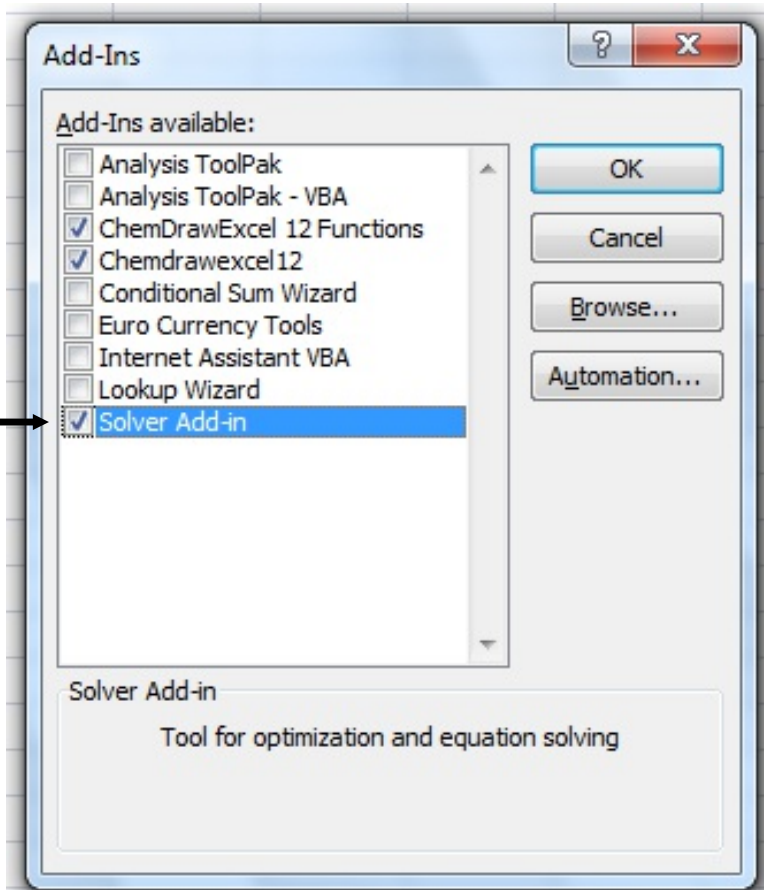 Add-Ins
Add-Ins available:
Analysis ToolPak
Analysis ToolPak - VBA
ChemDrawExcel 12 Functions
Chemdrawexcel12
Conditional Sum Wizard
Euro Currency Tools
Internet Assistant VBA
Lookup Wizard
Solver Add-in
OK
Cancel
Browse...
Automation...
Solver Add-in
Tool for optimization and equation solving